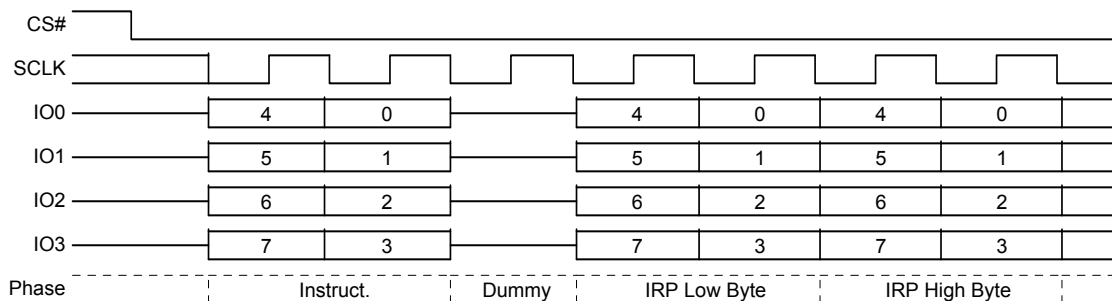 CS#
SCLK
IO0 4 0 4 0 4 0
IO1 5 1 5 1 5 1
IO2 6 2 6 2 6 2
IO3 7 3 7 3 7 3
Phase Instruct. Dummy IRP Low Byte IRP High Byte